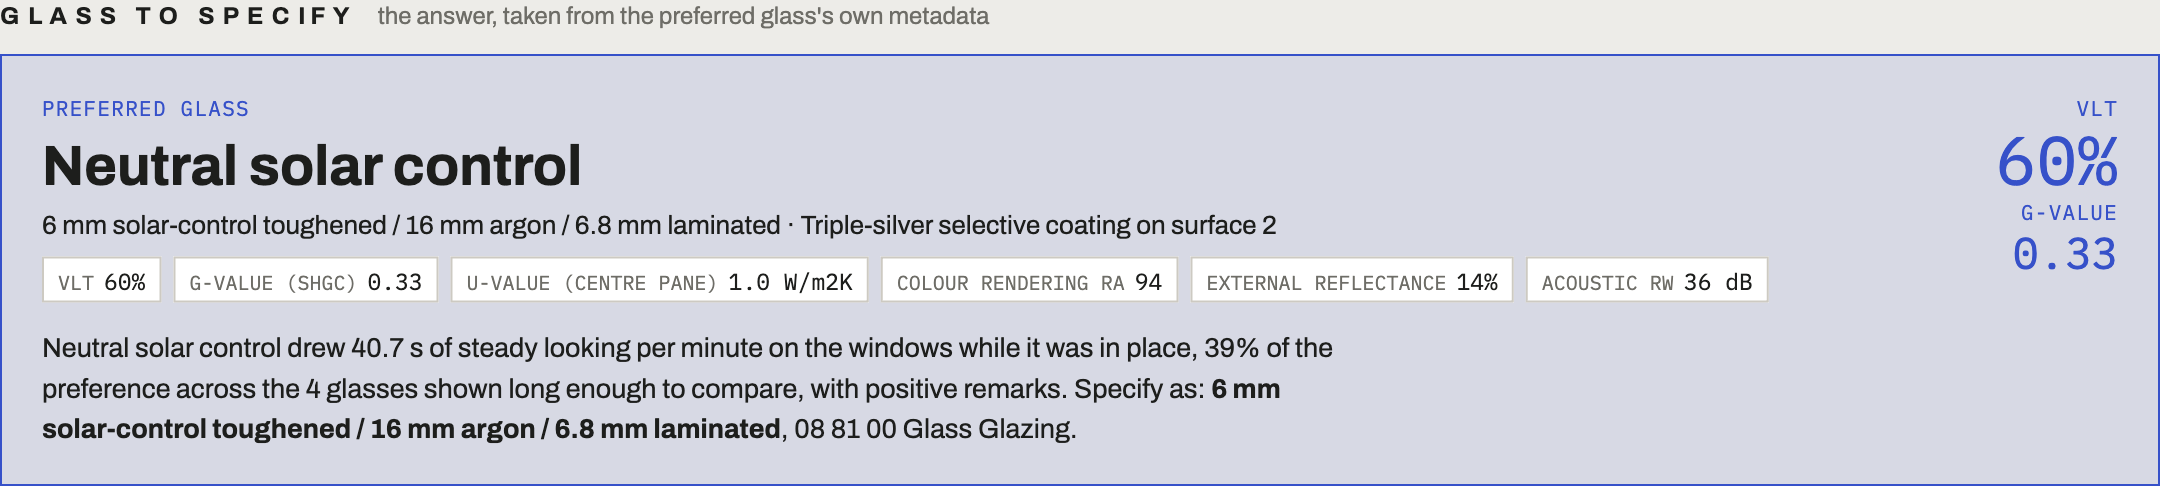 GLASS TO SPECIFY the answer, taken from the preferred glass's own metadata
PREFERRED GLASS
Neutral solar control
6 mm solar-control toughened / 16 mm argon / 6.8 mm laminated · Triple-silver selective coating on surface 2
VLT 60% G-VALUE (SHGC) 0.33 U-VALUE (CENTRE PANE) 1.0 W/m2K COLOUR RENDERING RA 94 EXTERNAL REFLECTANCE 14% ACOUSTIC RW 36 dB
Neutral solar control drew 40.7 s of steady looking per minute on the windows while it was in place, 39% of the
preference across the 4 glasses shown long enough to compare, with positive remarks. Specify as: 6 mm
solar-control toughened / 16 mm argon / 6.8 mm laminated, 08 81 00 Glass Glazing.
VLT
60%
G-VALUE
0.33